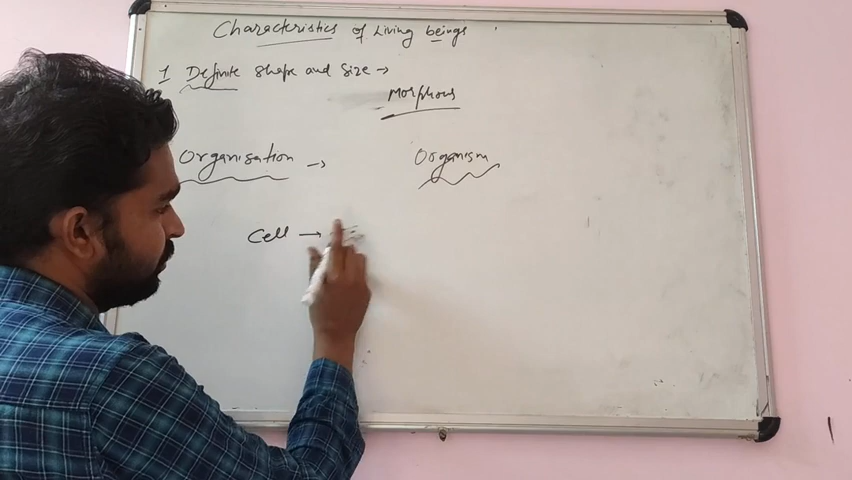 Characteristics of Living beings
1 Definite shape and size →
Morphous
Organisation → Organism
Cell →